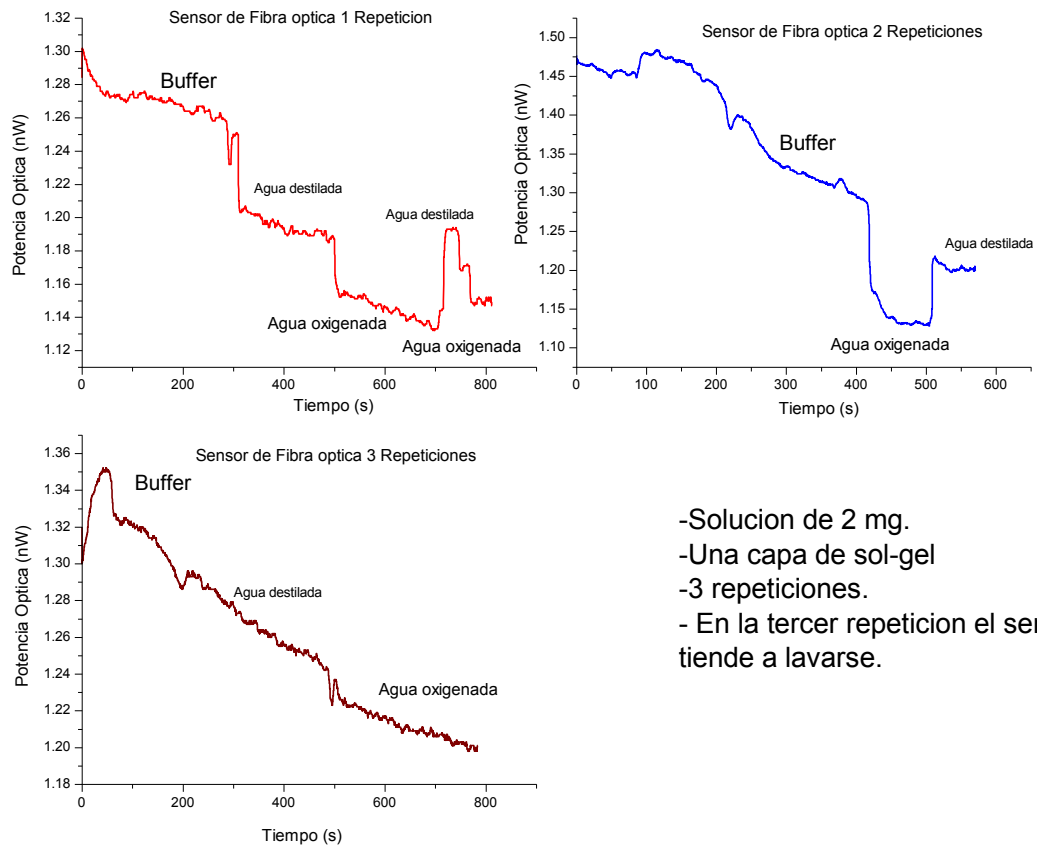 Sensor de Fibra optica 1 Repeticion
1.32
1.30
1.28
1.26
1.24
1.22
1.20
1.18
1.16
1.14
1.12
Potencia Optica (nW)
Buffer
Agua destilada
Agua destilada
Agua oxigenada
Agua oxigenada
0 200 400 600 800
Tiempo (s)
Sensor de Fibra optica 2 Repeticiones
1.50
1.45
1.40
1.35
1.30
1.25
1.20
1.15
1.10
Potencia Optica (nW)
Buffer
Agua destilada
Agua oxigenada
0 100 200 300 400 500 600
Tiempo (s)
Sensor de Fibra optica 3 Repeticiones
1.36
1.34
1.32
1.30
1.28
1.26
1.24
1.22
1.20
1.18
Potencia Optica (nW)
Buffer
Agua destilada
Agua oxigenada
0 200 400 600 800
Tiempo (s)
-Solucion de 2 mg.
-Una capa de sol-gel
-3 repeticiones.
- En la tercer repeticion el
tiende a lavarse.